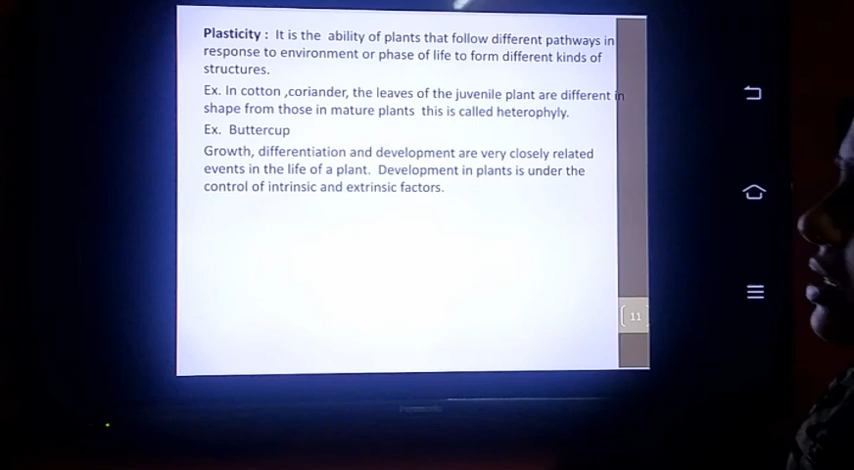 Plasticity : It is the ability of plants that follow different pathways in
response to environment or phase of life to form different kinds of
structures.
Ex. In cotton ,coriander, the leaves of the juvenile plant are different in
shape from those in mature plants this is called heterophyly.
Ex. Buttercup
Growth, differentiation and development are very closely related
events in the life of a plant. Development in plants is under the
control of intrinsic and extrinsic factors.
11